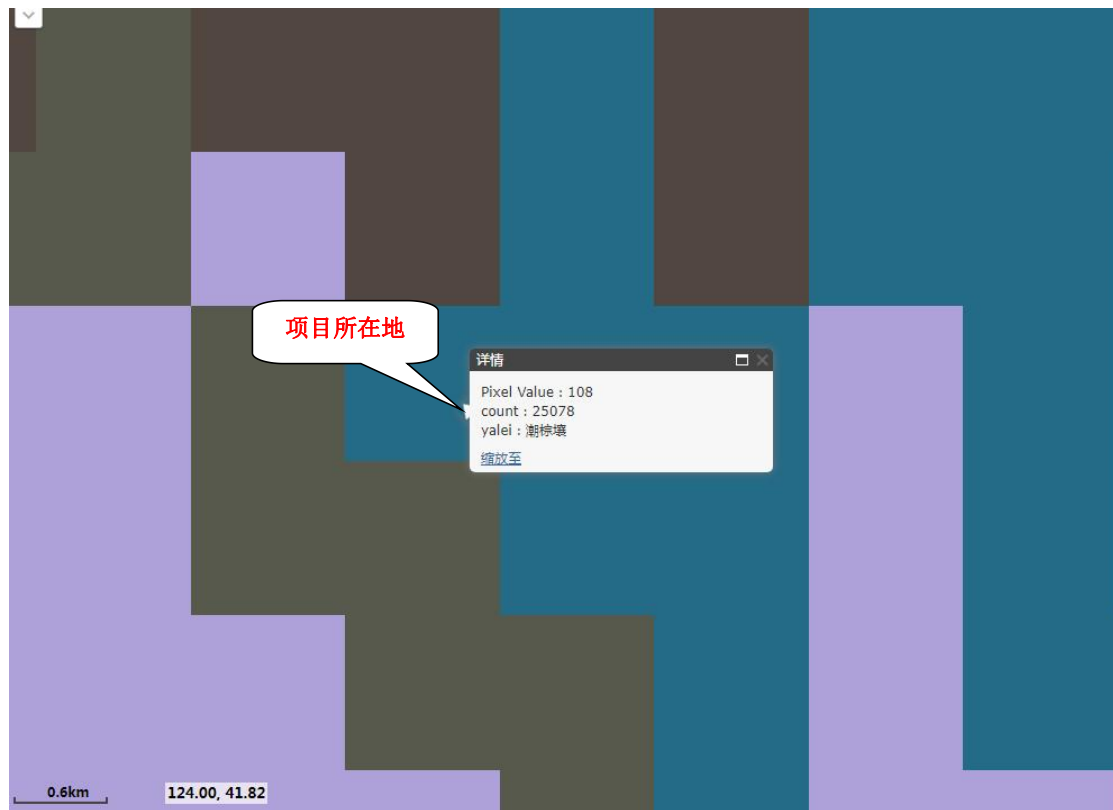 项目所在地
详情
Pixel Value : 108
count : 25078
yalei : 潮棕壤
缩放至
0.6km
124.00, 41.82